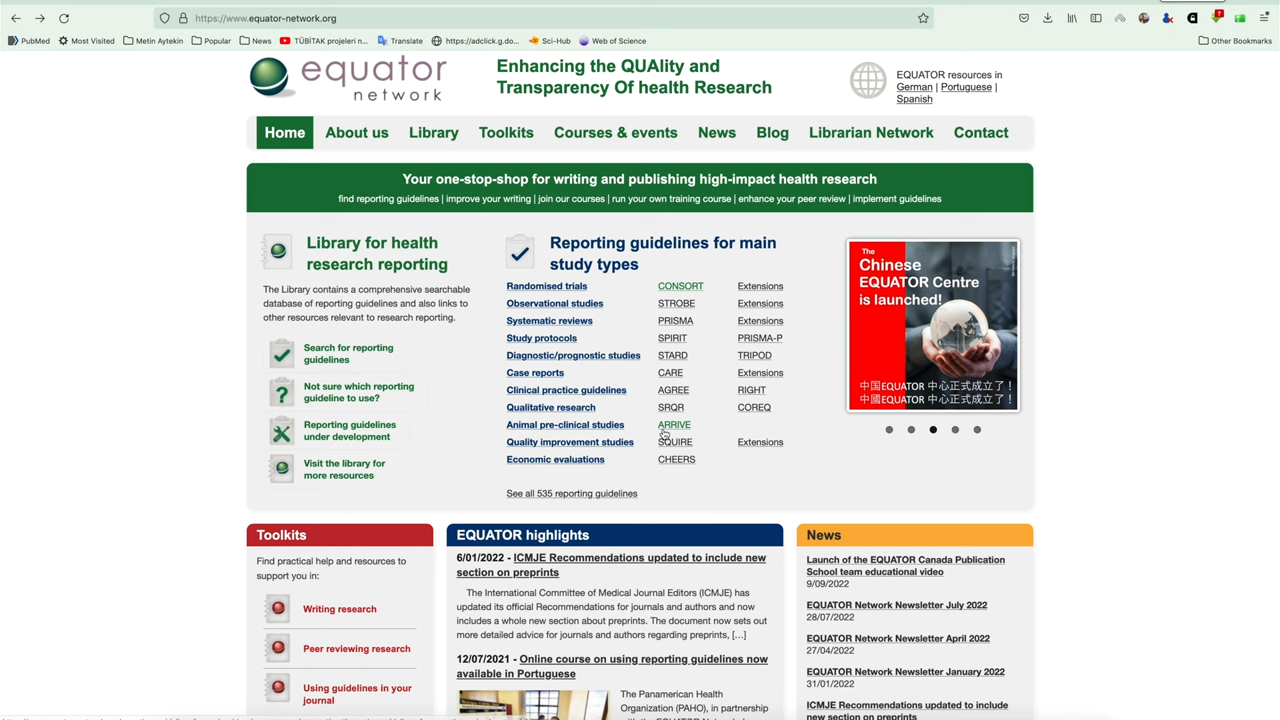 https://www.equator-network.org
PubMed
Most Visited
Metin Aytekin
Popular
News
TÜBİTAK projeleri n...
Translate
https://adclick.g.do...
Sci-Hub
Web of Science
Other Bookmarks
equator
network
Enhancing the QUAlity and
Transparency Of health Research
EQUATOR resources in
German | Portuguese |
Spanish
Home
About us
Library
Toolkits
Courses & events
News
Blog
Librarian Network
Contact
Your one-stop-shop for writing and publishing high-impact health research
find reporting guidelines | improve your writing | join our courses | run your own training course | enhance your peer review | implement guidelines
Library for health
research reporting
The Library contains a comprehensive searchable
database of reporting guidelines and also links to
other resources relevant to research reporting.
Search for reporting
guidelines
Not sure which reporting
guideline to use?
Reporting guidelines
under development
Visit the library for
more resources
Reporting guidelines for main
study types
Randomised trials CONSORT Extensions
Observational studies STROBE Extensions
Systematic reviews PRISMA Extensions
Study protocols SPIRIT PRISMA-P
Diagnostic/prognostic studies STARD TRIPOD
Case reports CARE Extensions
Clinical practice guidelines AGREE RIGHT
Qualitative research SRQR COREQ
Animal pre-clinical studies ARRIVE
Quality improvement studies SQUIRE Extensions
Economic evaluations CHEERS
See all 535 reporting guidelines
The
Chinese
EQUATOR Centre
is launched!
中国EQUATOR 中心正式成立了！
中國EQUATOR 中心正式成立了！
Toolkits
Find practical help and resources to
support you in:
Writing research
Peer reviewing research
Using guidelines in your
journal
EQUATOR highlights
6/01/2022 - ICMJE Recommendations updated to include new
section on preprints
The International Committee of Medical Journal Editors (ICMJE) has
updated its official Recommendations for journals and authors and now
includes a whole new section about preprints. The document now sets out
more detailed advice for journals and authors regarding preprints, [...]
12/07/2021 - Online course on using reporting guidelines now
available in Portuguese
The Panamerican Health
Organization (PAHO), in partnership
News
Launch of the EQUATOR Canada Publication
School team educational video
9/09/2022
EQUATOR Network Newsletter July 2022
28/07/2022
EQUATOR Network Newsletter April 2022
27/04/2022
EQUATOR Network Newsletter January 2022
31/01/2022
ICMJE Recommendations updated to include
new section on preprints